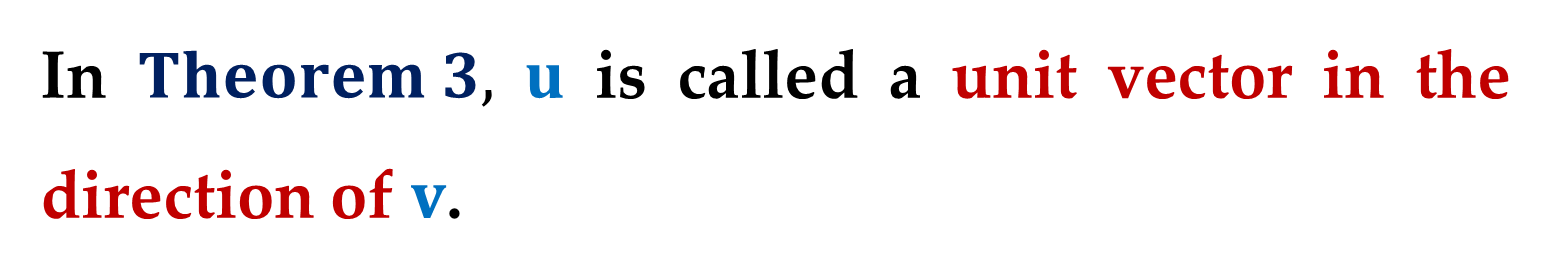 In Theorem 3, u is called a unit vector in the
direction of v.